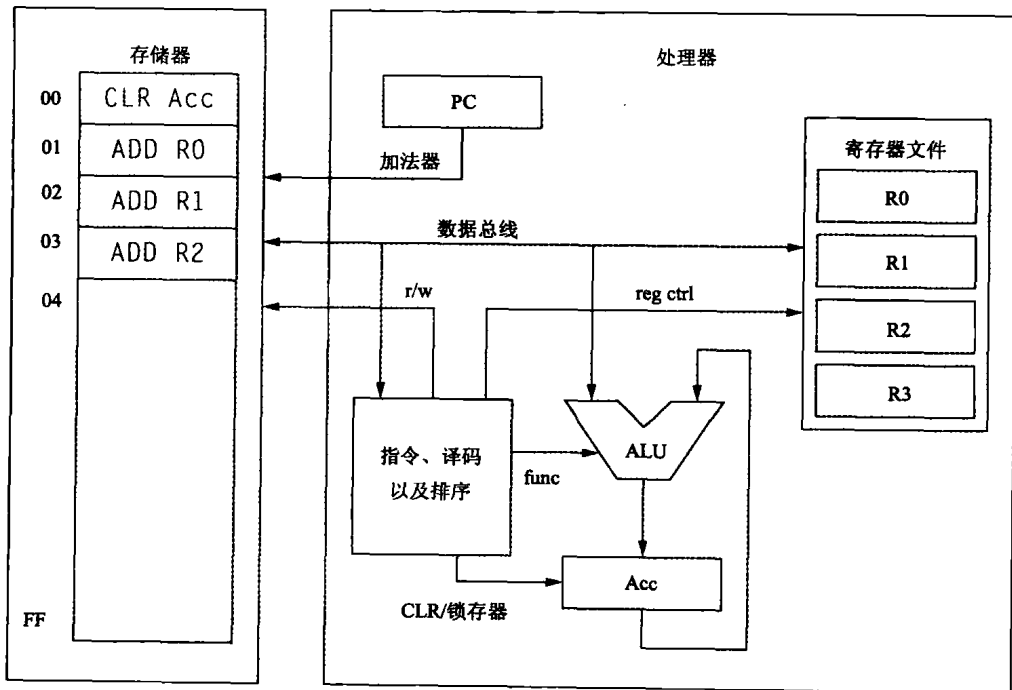 存储器
00
CLR Acc
01
ADD R0
02
ADD R1
03
ADD R2
04
FF
处理器
PC
加法器
数据总线
r/w
reg ctrl
寄存器文件
R0
R1
R2
R3
指令、译码
以及排序
func
ALU
Acc
CLR/锁存器